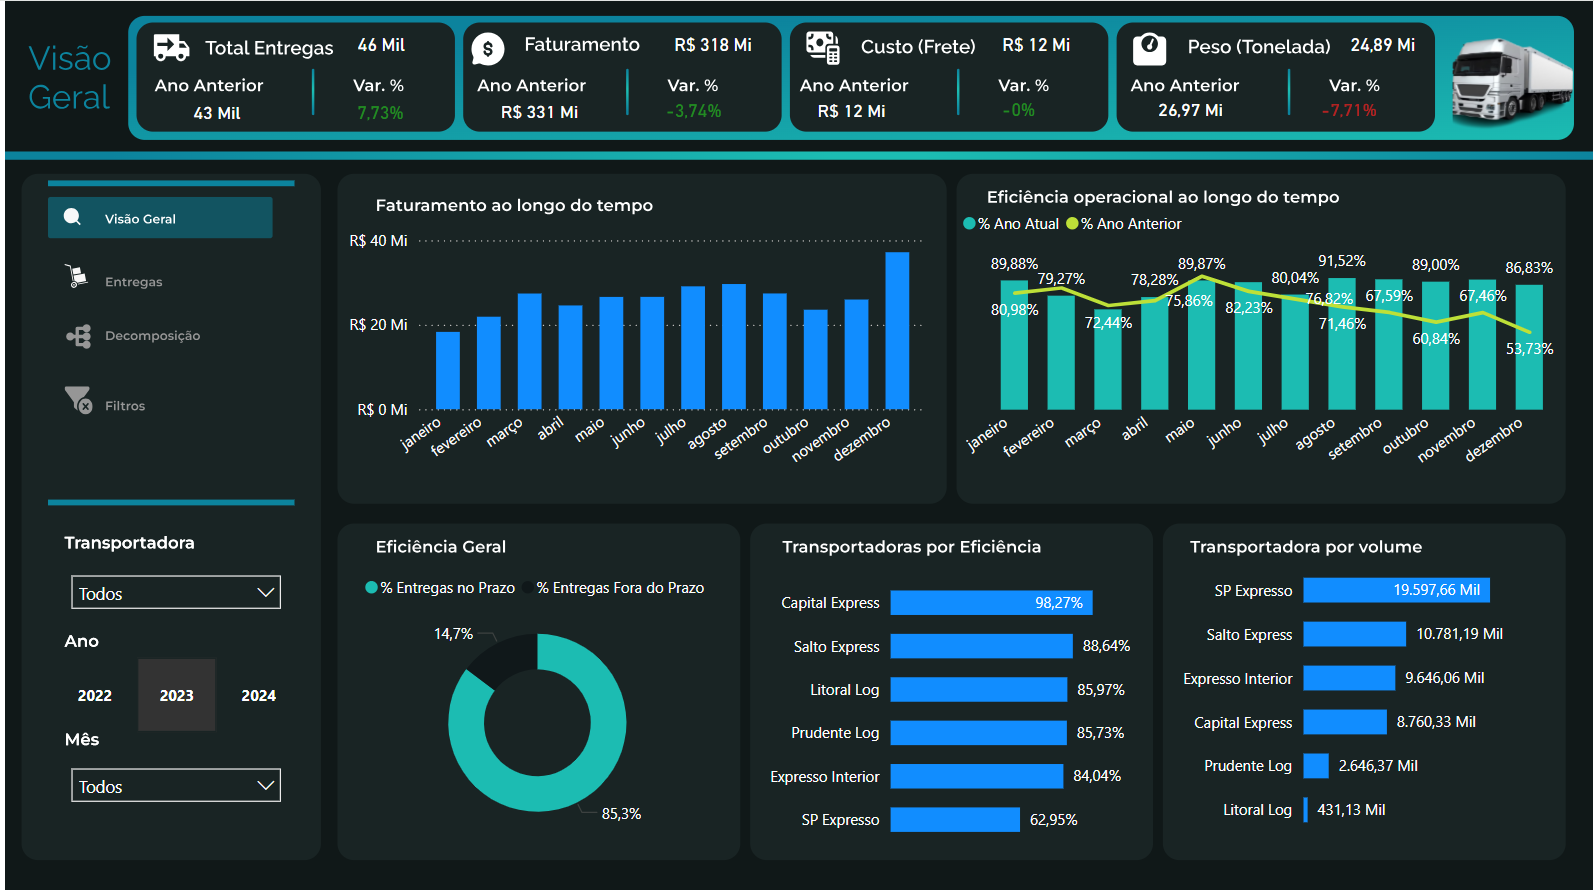 Visão
Geral
Total Entregas 46 Mil
Ano Anterior Var. %
43 Mil 7,73%
Faturamento R$ 318 Mi
Ano Anterior Var. %
R$ 331 Mi -3,74%
Custo (Frete) R$ 12 Mi
Ano Anterior Var. %
R$ 12 Mi -0%
Peso (Tonelada) 24,89 Mi
Ano Anterior Var. %
26,97 Mi -7,71%
Visão Geral
Entregas
Decomposição
Filtros
Transportadora
Todos
Ano
2022 2023 2024
Mês
Todos
Faturamento ao longo do tempo
R$ 40 Mi
R$ 20 Mi
R$ 0 Mi
janeiro fevereiro março abril maio junho julho agosto setembro outubro novembro dezembro
Eficiência operacional ao longo do tempo
% Ano Atual % Ano Anterior
89,88% 79,27% 78,28% 89,87% 80,04% 91,52% 89,00% 86,83%
80,98% 72,44% 75,86% 82,23% 76,82% 71,46% 67,59% 60,84% 67,46% 53,73%
janeiro fevereiro março abril maio junho julho agosto setembro outubro novembro dezembro
Eficiência Geral
% Entregas no Prazo % Entregas Fora do Prazo
14,7%
85,3%
Transportadoras por Eficiência
Capital Express 98,27%
Salto Express 88,64%
Litoral Log 85,97%
Prudente Log 85,73%
Expresso Interior 84,04%
SP Expresso 62,95%
Transportadora por volume
SP Expresso 19.597,66 Mil
Salto Express 10.781,19 Mil
Expresso Interior 9.646,06 Mil
Capital Express 8.760,33 Mil
Prudente Log 2.646,37 Mil
Litoral Log 431,13 Mil